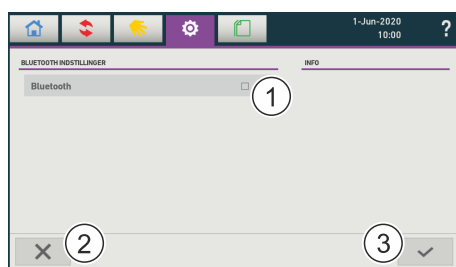 1-Jun-2020
10:00
?
BLUETOOTH INDSTILLINGER
INFO
Bluetooth
1
2
3